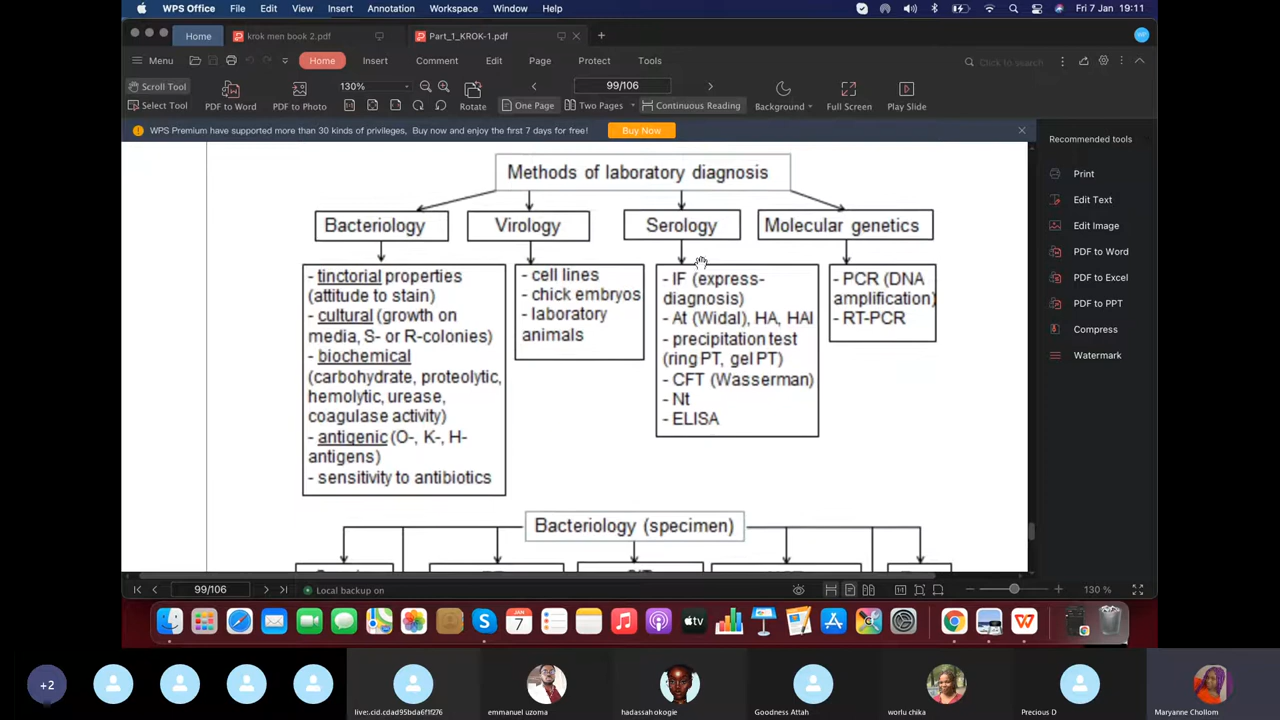 WPS Office File Edit View Insert Annotation Workspace Window Help Fri 7 Jan 19:11
Home krok men book 2.pdf Part_1_KROK-1.pdf
Menu Home Insert Comment Edit Page Protect Tools Click to search
Scroll Tool 130% 99/106
Select Tool PDF to Word PDF to Photo Rotate One Page Two Pages Continuous Reading Background Full Screen Play Slide
WPS Premium have supported more than 30 kinds of privileges, Buy now and enjoy the first 7 days for free! Buy Now
Recommended tools
Print
Edit Text
Edit Image
PDF to Word
PDF to Excel
PDF to PPT
Compress
Watermark
Methods of laboratory diagnosis
Bacteriology Virology Serology Molecular genetics
- tinctorial properties
(attitude to stain)
- cultural (growth on
media, S- or R-colonies)
- biochemical
(carbohydrate, proteolytic,
hemolytic, urease,
coagulase activity)
- antigenic (O-, K-, H-
antigens)
- sensitivity to antibiotics
- cell lines
- chick embryos
- laboratory
animals
- IF (express-
diagnosis)
- At (Widal), HA, HAI
- precipitation test
(ring PT, gel PT)
- CFT (Wasserman)
- Nt
- ELISA
- PCR (DNA
amplification)
- RT-PCR
Bacteriology (specimen)
99/106 Local backup on 130 %
JAN
7
tv
+2
live:.cid.cdad95bda6f1f276
emmanuel uzoma
hadassah okogie
Goodness Attah
worlu chika
Precious D
Maryanne Chollom